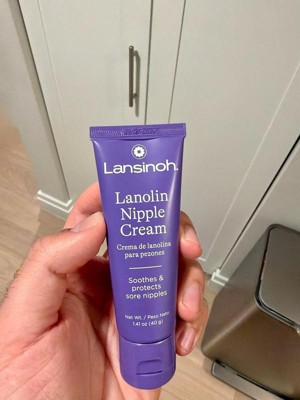 Lansinoh.
Lanolin
Nipple
Cream
Crema de lanolina
para pezones
Soothes &
protects
sore nipples
Net Wt. / Peso Neto
1.41 oz (40 g)